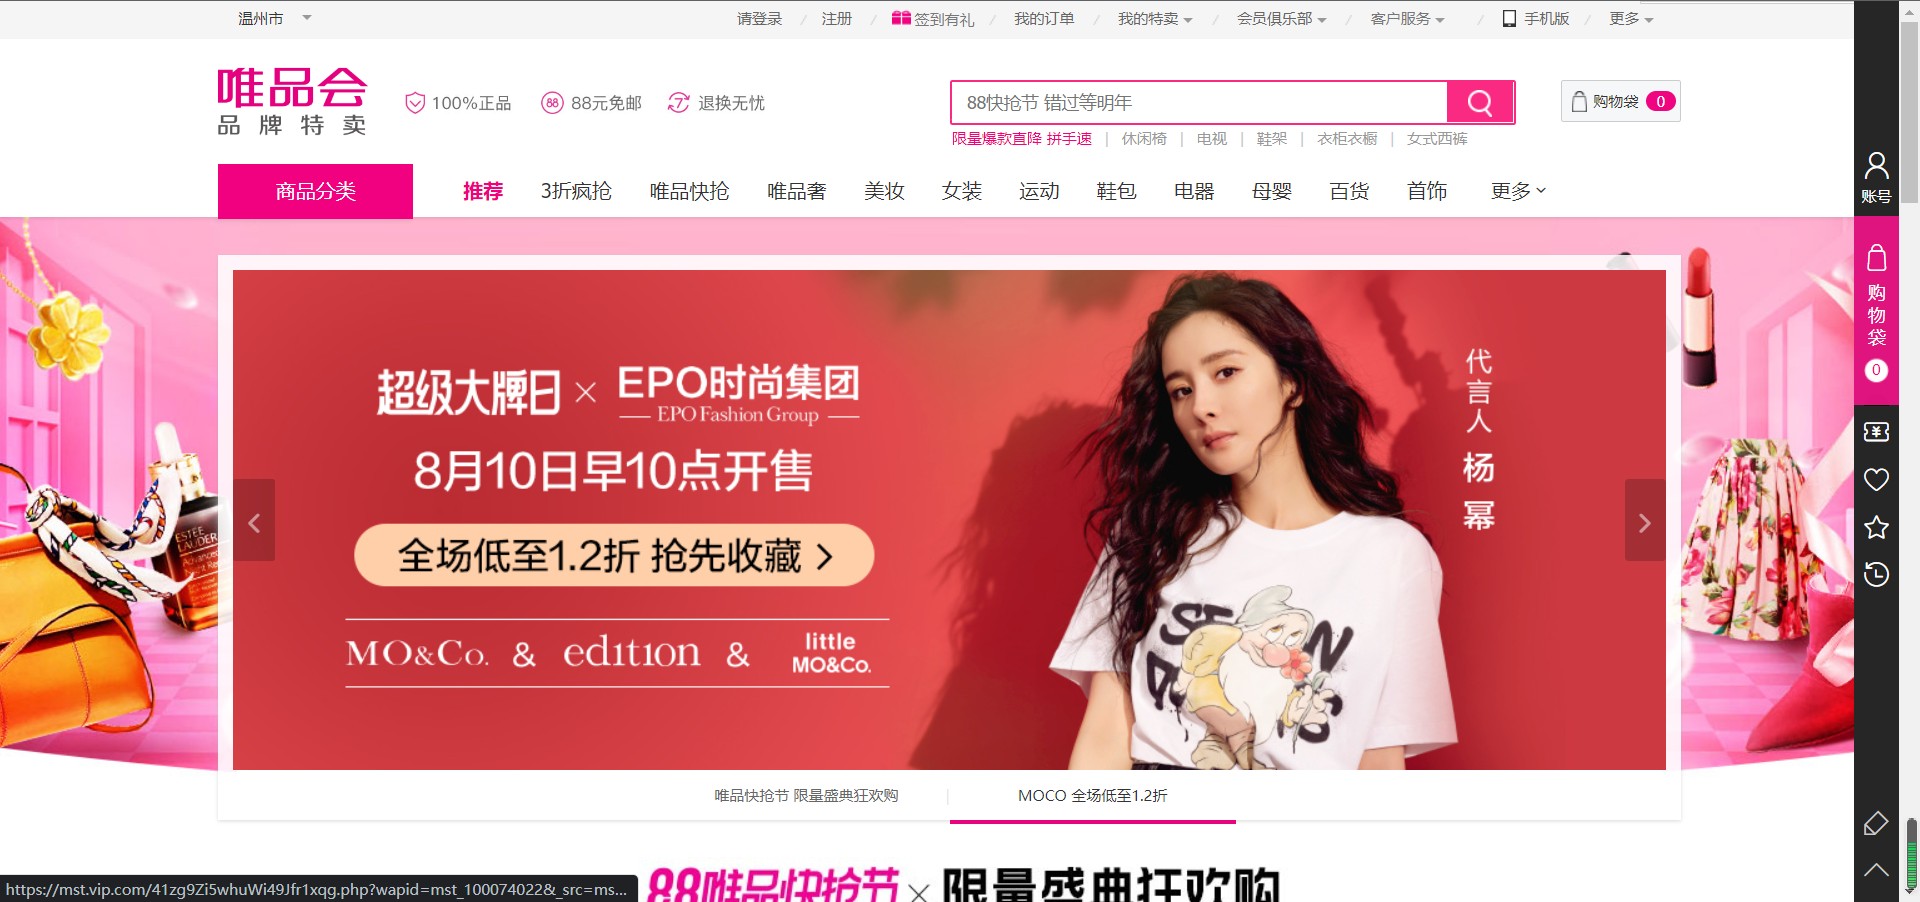 温州市
请登录 / 注册 / 签到有礼 / 我的订单 / 我的特卖 / 会员俱乐部 / 客户服务 / 手机版 / 更多
唯品会
品牌特卖
100%正品 88元免邮 退换无忧
88
7
88快抢节 错过等明年
购物袋 0
限量爆款直降 拼手速 | 休闲椅 | 电视 | 鞋架 | 衣柜衣橱 | 女式西裤
商品分类
推荐 3折疯抢 唯品快抢 唯品奢 美妆 女装 运动 鞋包 电器 母婴 百货 首饰 更多
账号
购物袋
0
超级大牌日 × EPO时尚集团
EPO Fashion Group
8月10日早10点开售
全场低至1.2折 抢先收藏 >
MO&Co. & edition & little MO&Co.
代言人 杨幂
ESTEE LAUDER
唯品快抢节 限量盛典狂欢购
MOCO 全场低至1.2折
88唯品快抢节 × 限量盛典狂欢购
https://mst.vip.com/41zg9Zi5whuWi49Jfr1xqg.php?wapid=mst_100074022&_src=ms...